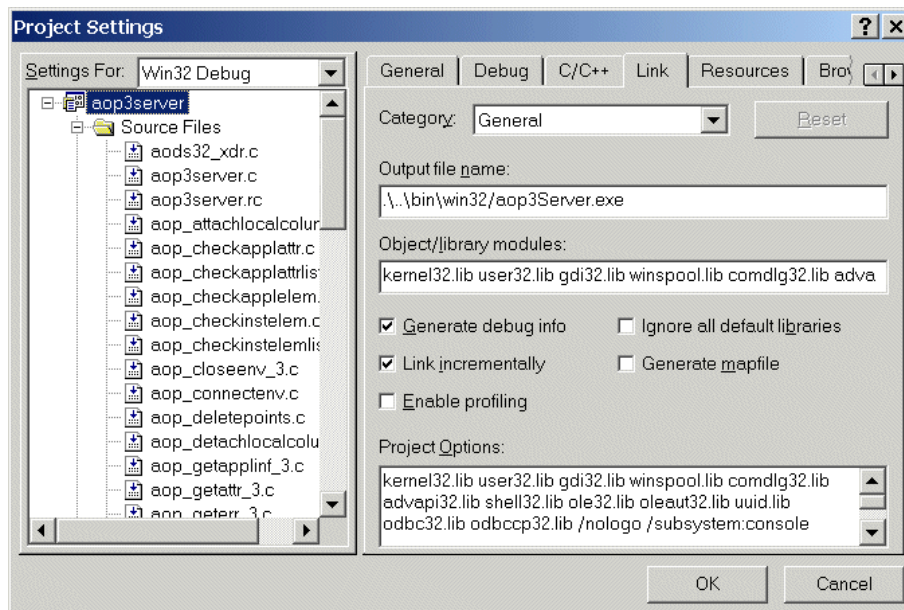 Project Settings
Settings For: Win32 Debug
aop3server
Source Files
aods32_xdr.c
aop3server.c
aop3server.rc
aop_attachlocalcolur
aop_checkapplattr.c
aop_checkapplattrlis
aop_checkapplelem.
aop_checkinstelem.c
aop_checkinstelemlis
aop_closeenv_3.c
aop_connectenv.c
aop_deletepoints.c
aop_detachlocalcolu
aop_getapplinf_3.c
aop_getattr_3.c
aop_geterr_3.c
General Debug C/C++ Link Resources Brow
Category: General Reset
Output file name:
.\..\bin\win32/aop3Server.exe
Object/library modules:
kernel32.lib user32.lib gdi32.lib winspool.lib comdlg32.lib adva
Generate debug info Ignore all default libraries
Link incrementally Generate mapfile
Enable profiling
Project Options:
kernel32.lib user32.lib gdi32.lib winspool.lib comdlg32.lib
advapi32.lib shell32.lib ole32.lib oleaut32.lib uuid.lib
odbc32.lib odbccp32.lib /nologo /subsystem:console
OK Cancel